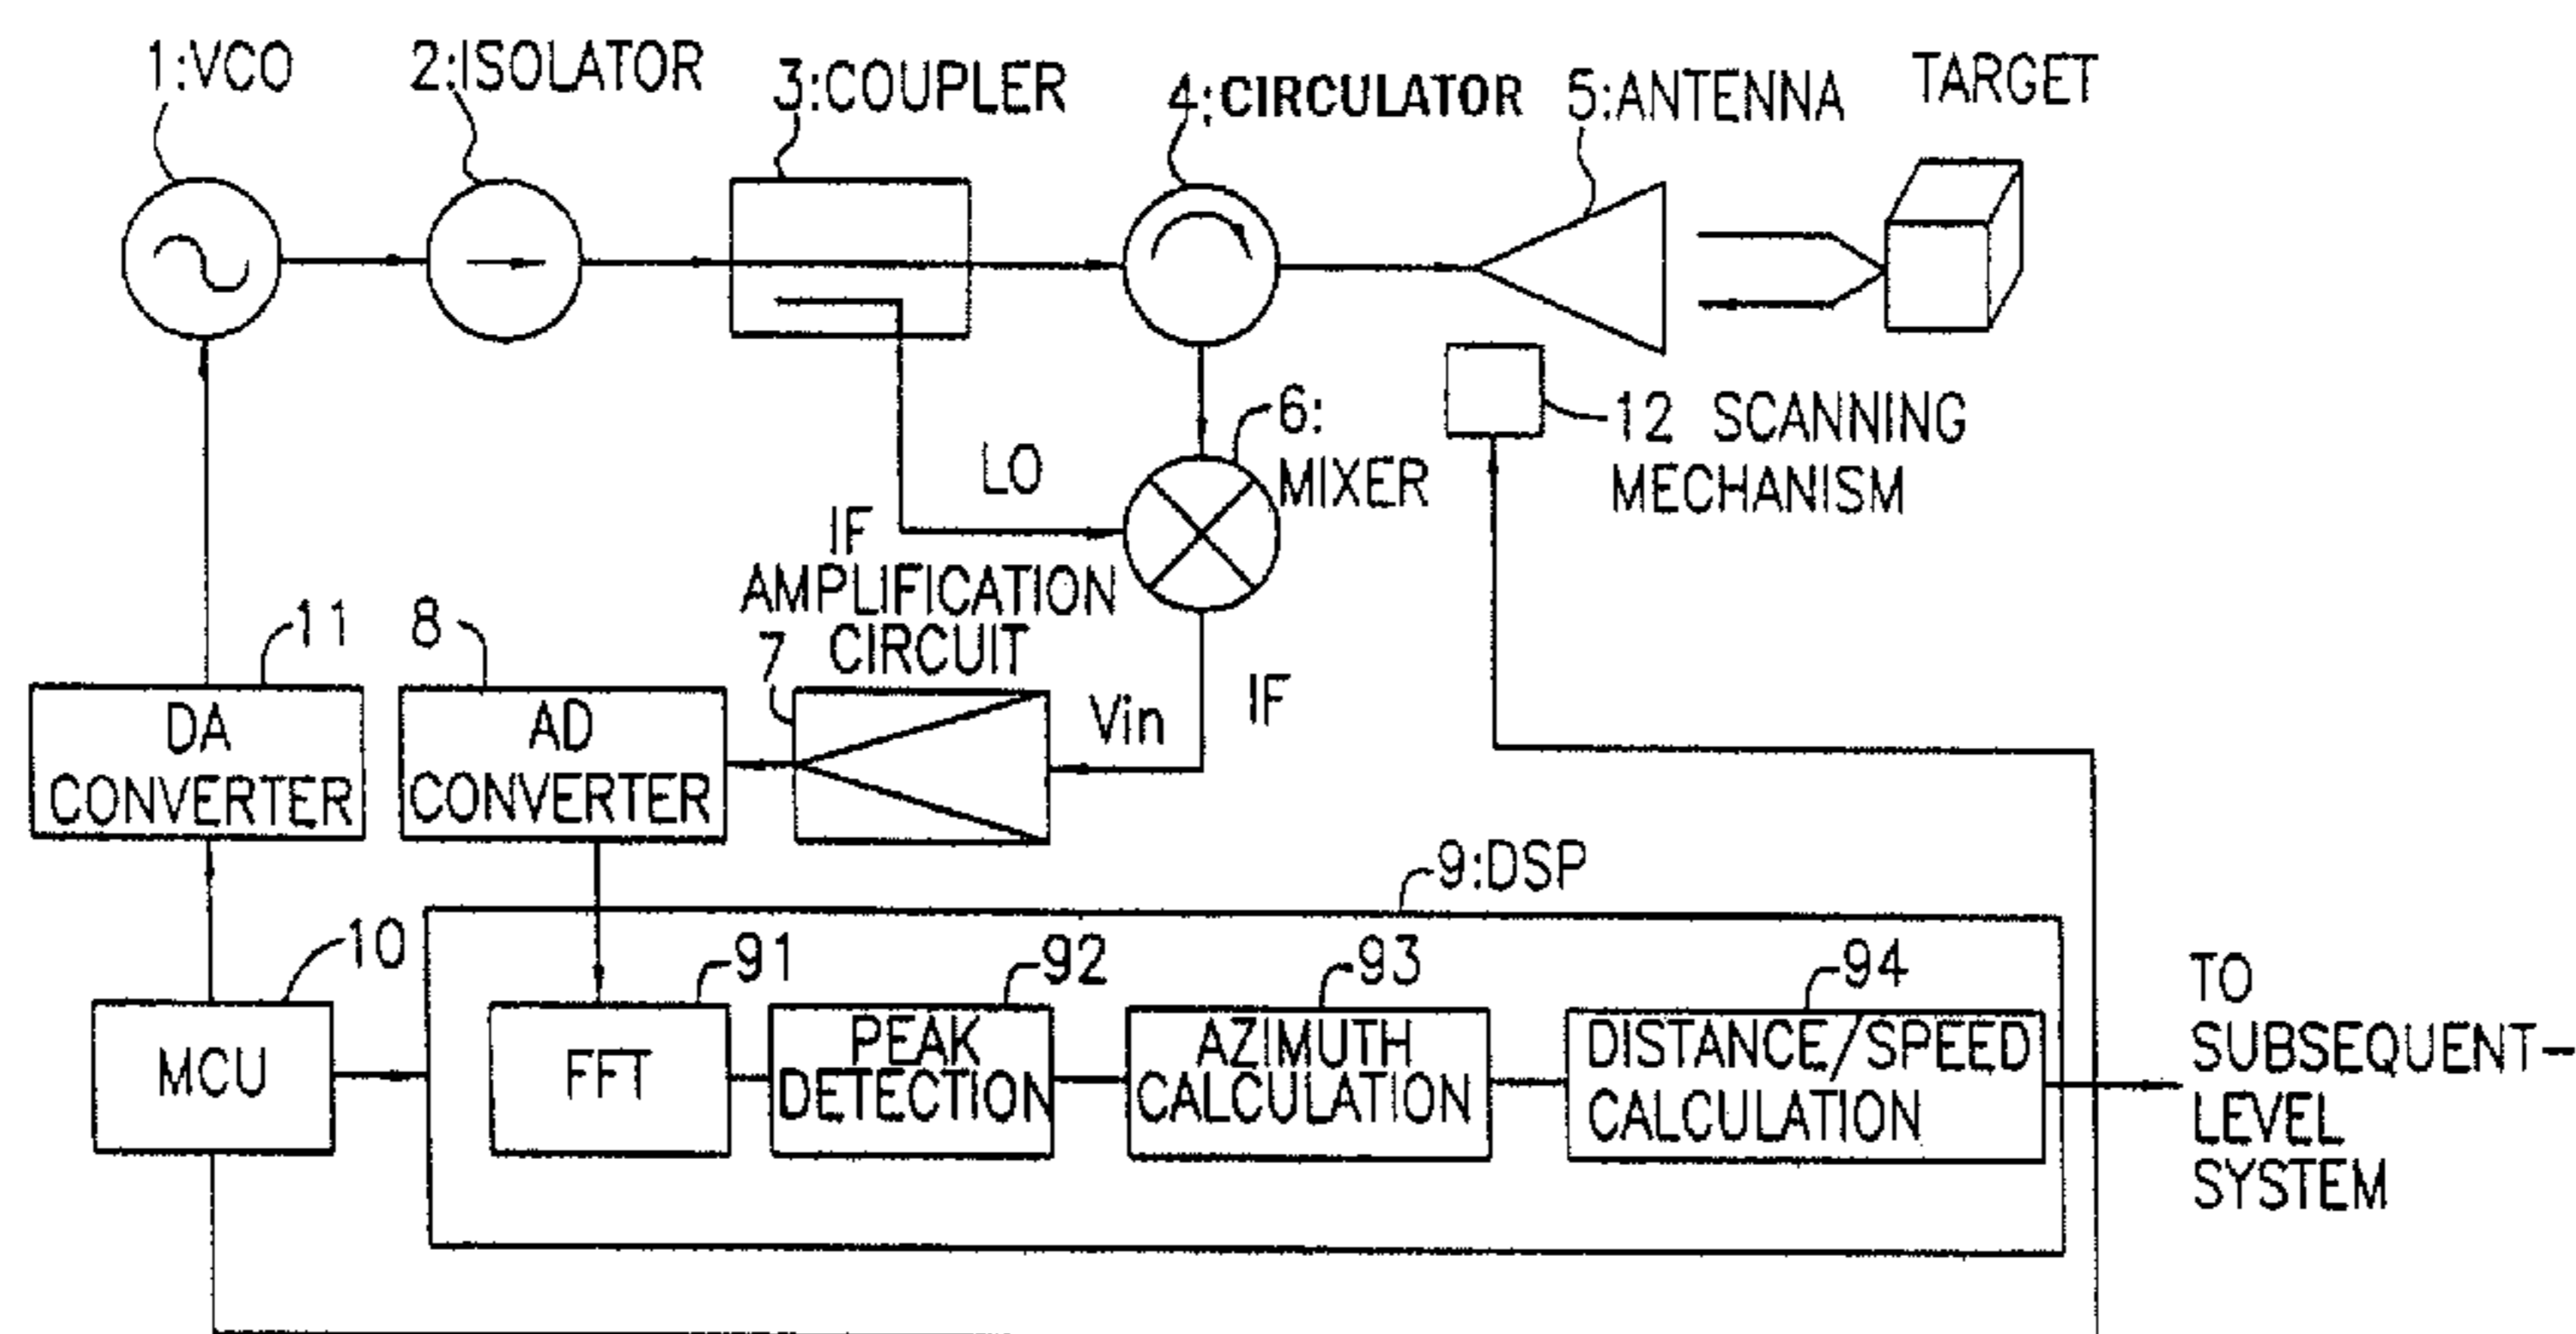 1:VCO
2:ISOLATOR
3:COUPLER
4:CIRCULATOR
5:ANTENNA
TARGET
6:
MIXER
12 SCANNING
MECHANISM
LO
IF
AMPLIFICATION
CIRCUIT
7
Vin
IF
11
DA
CONVERTER
8
AD
CONVERTER
9:DSP
10
MCU
91
FFT
92
PEAK
DETECTION
93
AZIMUTH
CALCULATION
94
DISTANCE/SPEED
CALCULATION
TO
SUBSEQUENT-
LEVEL
SYSTEM